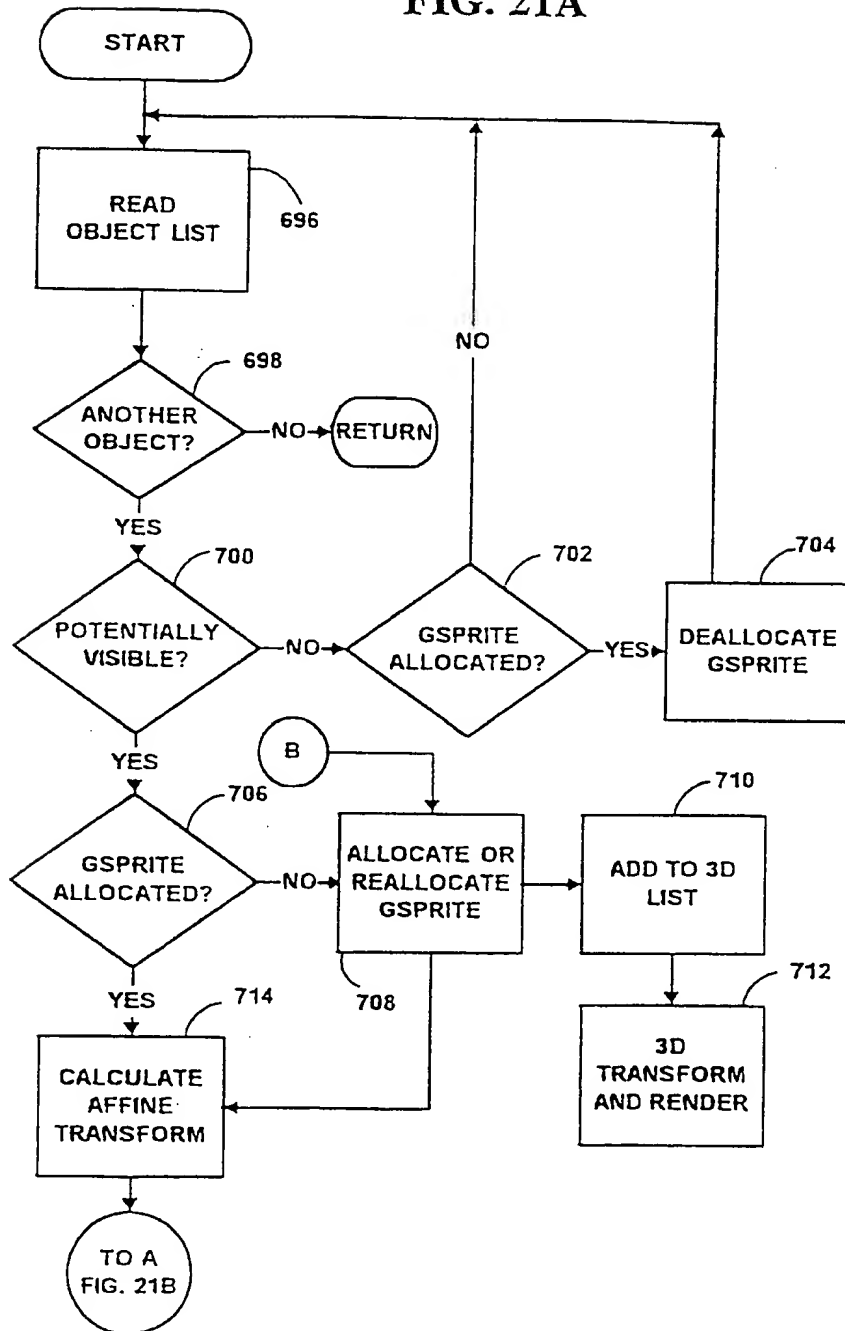 FIG. 21A
START
READ
OBJECT LIST
696
698
ANOTHER
OBJECT?
NO
RETURN
NO
YES
700
POTENTIALLY
VISIBLE?
NO
702
GSPRITE
ALLOCATED?
YES
704
DEALLOCATE
GSPRITE
YES
B
706
GSPRITE
ALLOCATED?
NO
ALLOCATE OR
REALLOCATE
GSPRITE
708
710
ADD TO 3D
LIST
712
3D
TRANSFORM
AND RENDER
YES
714
CALCULATE
AFFINE
TRANSFORM
TO A
FIG. 21B